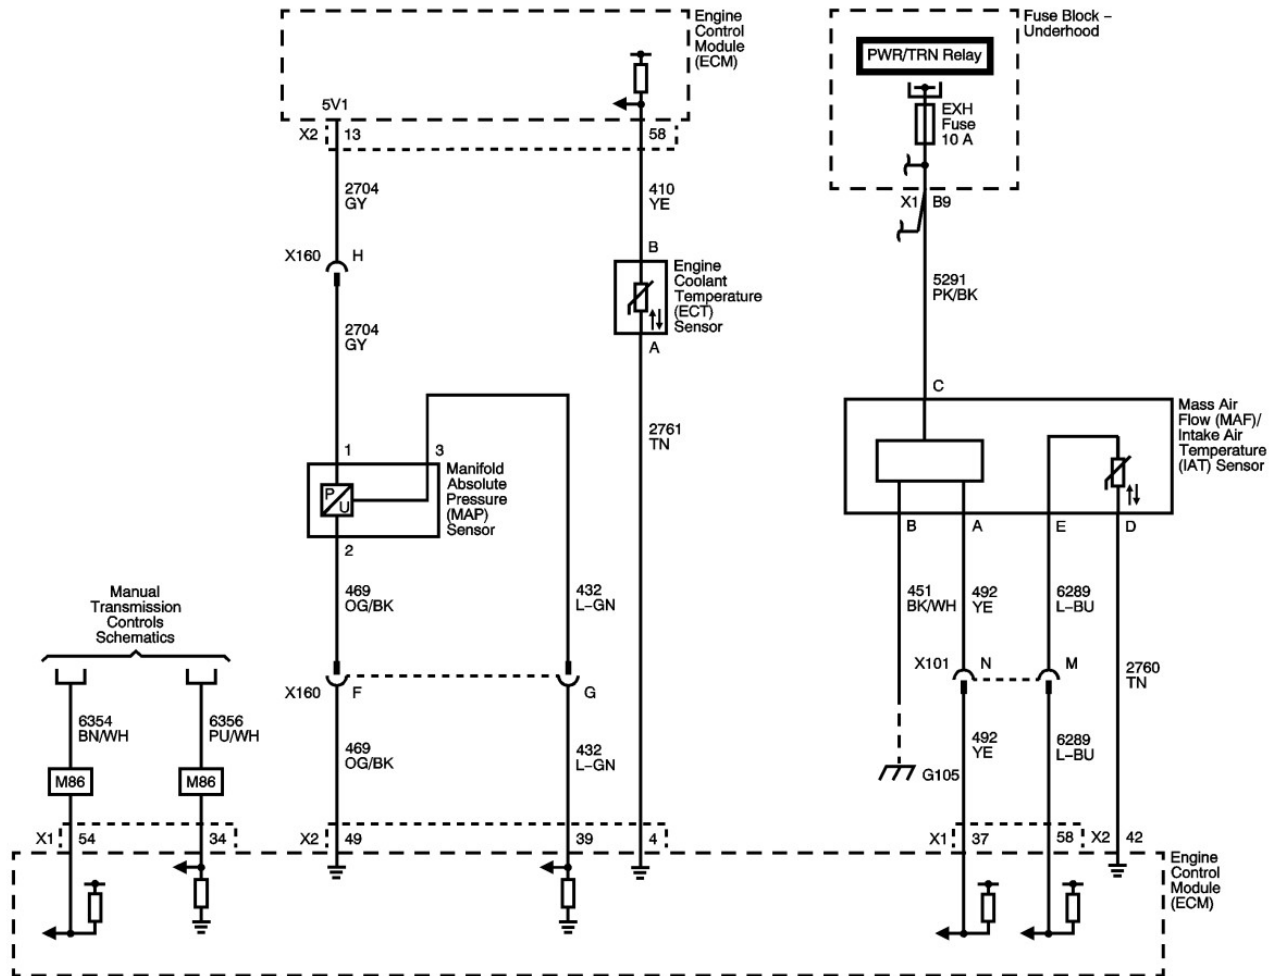 Engine
Control
Module
(ECM)
Fuse Block –
Underhood
PWR/TRN Relay
EXH
Fuse
10 A
5V1
X2 13
58
X1 B9
2704
GY
410
YE
X160 H
B
Engine
Coolant
Temperature
(ECT)
Sensor
5291
PK/BK
2704
GY
A
C
2761
TN
Mass Air
Flow (MAF)/
Intake Air
Temperature
(IAT) Sensor
1
3
Manifold
Absolute
Pressure
(MAP)
Sensor
P
U
2
B
A
E
D
Manual
Transmission
Controls
Schematics
469
OG/BK
432
L–GN
451
BK/WH
492
YE
6289
L–BU
X160 F
G
X101 N
M
2760
TN
6354
BN/WH
6356
PU/WH
469
OG/BK
432
L–GN
492
YE
6289
L–BU
M86
M86
G105
X1 54
34
X2 49
39
4
X1 37
58
X2 42
Engine
Control
Module
(ECM)